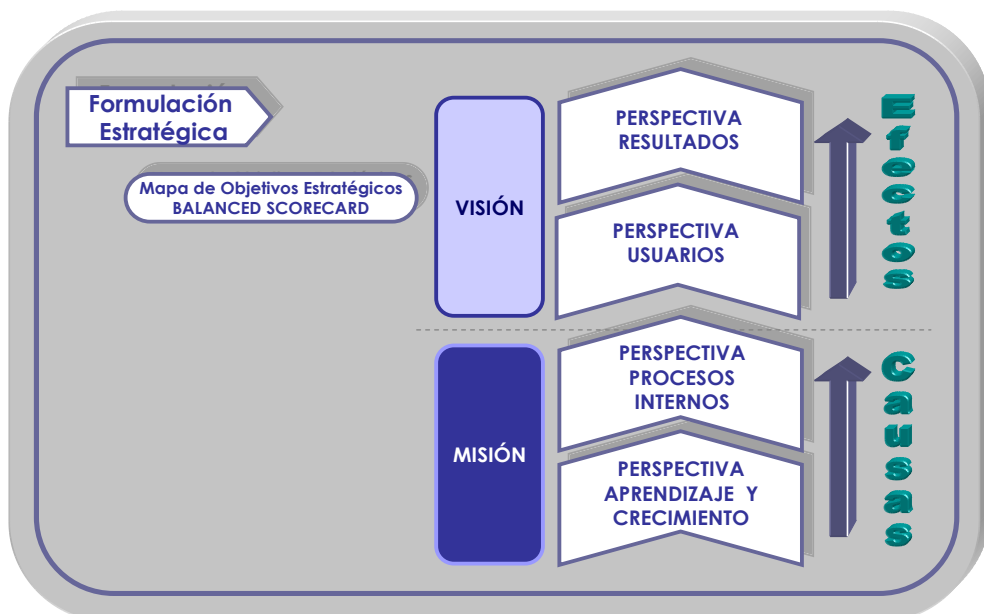 Formulación
Estratégica
Mapa de Objetivos Estratégicos
BALANCED SCORECARD
VISIÓN
PERSPECTIVA
RESULTADOS
PERSPECTIVA
USUARIOS
Efectos
MISIÓN
PERSPECTIVA
PROCESOS
INTERNOS
PERSPECTIVA
APRENDIZAJE Y
CRECIMIENTO
Causas